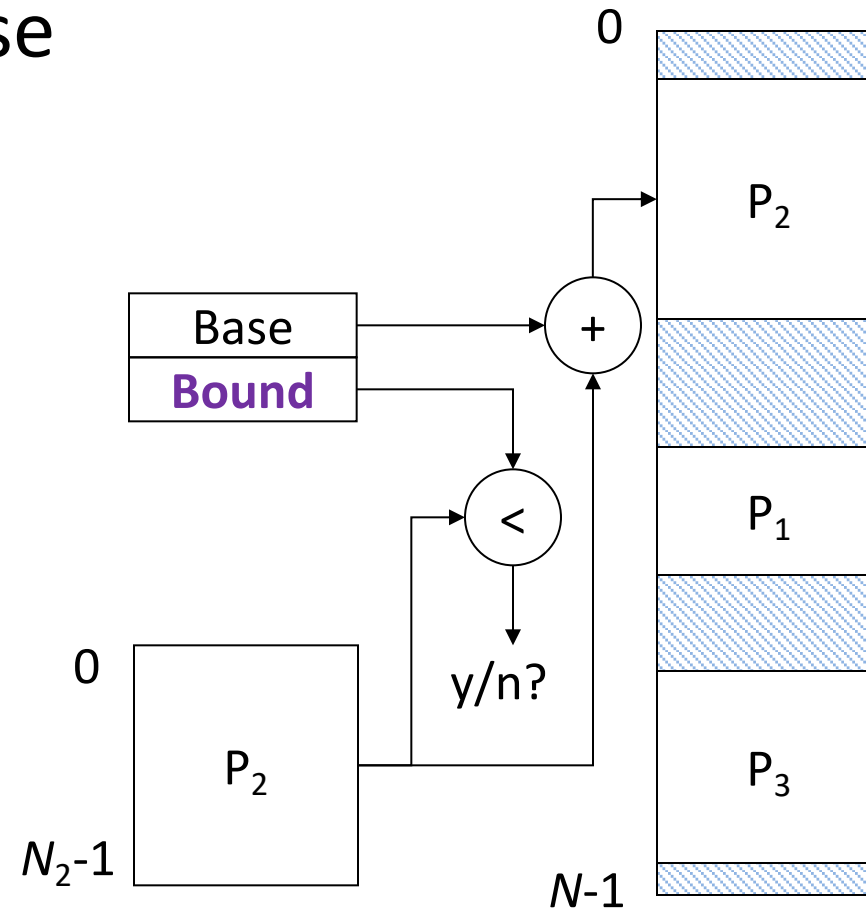 se
0
P₂
Base
+
Bound
<
P₁
0
y/n?
P₂
P₃
N₂-1
N-1